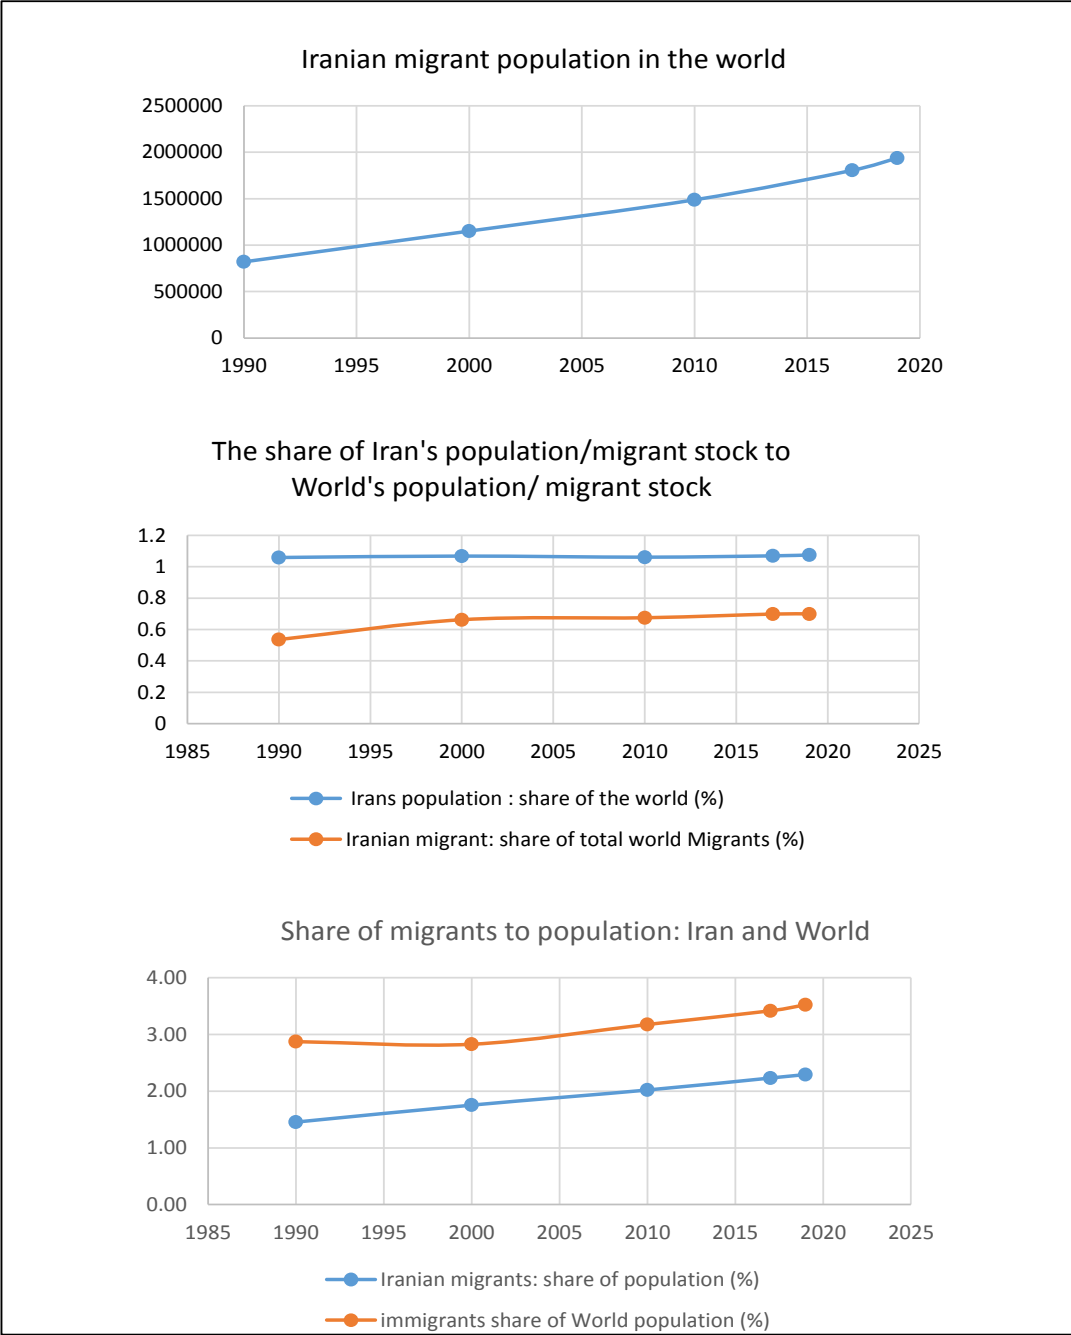 Iranian migrant population in the world
2500000
2000000
1500000
1000000
500000
0
1990 1995 2000 2005 2010 2015 2020
The share of Iran's population/migrant stock to
World's population/ migrant stock
1.2
1
0.8
0.6
0.4
0.2
0
1985 1990 1995 2000 2005 2010 2015 2020 2025
Irans population : share of the world (%)
Iranian migrant: share of total world Migrants (%)
Share of migrants to population: Iran and World
4.00
3.00
2.00
1.00
0.00
1985 1990 1995 2000 2005 2010 2015 2020 2025
Iranian migrants: share of population (%)
immigrants share of World population (%)